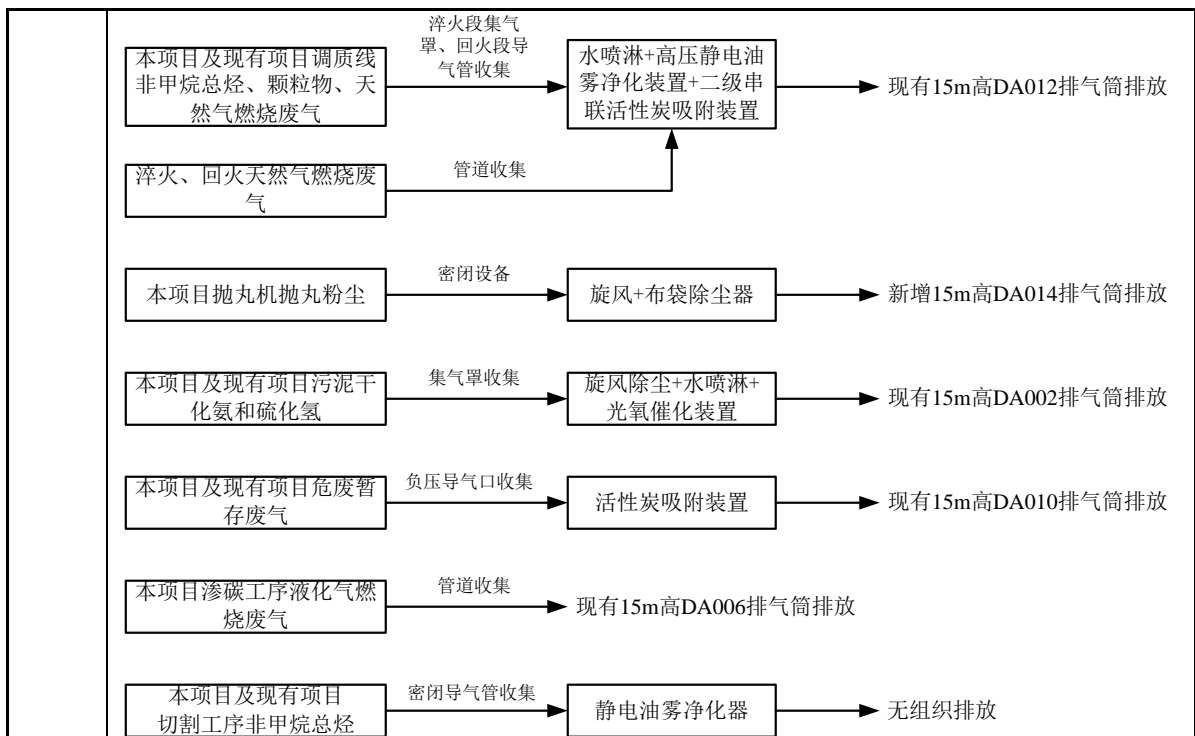 淬火段集气
罩、回火段导
气管收集
本项目及现有项目调质线
非甲烷总烃、颗粒物、天
然气燃烧废气
水喷淋+高压静电油
雾净化装置+二级串
联活性炭吸附装置
现有15m高DA012排气筒排放
淬火、回火天然气燃烧废
气
管道收集
本项目抛丸机抛丸粉尘
密闭设备
旋风+布袋除尘器
新增15m高DA014排气筒排放
本项目及现有项目污泥干
化氨和硫化氢
集气罩收集
旋风除尘+水喷淋+
光氧催化装置
现有15m高DA002排气筒排放
本项目及现有项目危废暂
存废气
负压导气口收集
活性炭吸附装置
现有15m高DA010排气筒排放
本项目渗碳工序液化气燃
烧废气
管道收集
现有15m高DA006排气筒排放
本项目及现有项目
切割工序非甲烷总烃
密闭导气管收集
静电油雾净化器
无组织排放